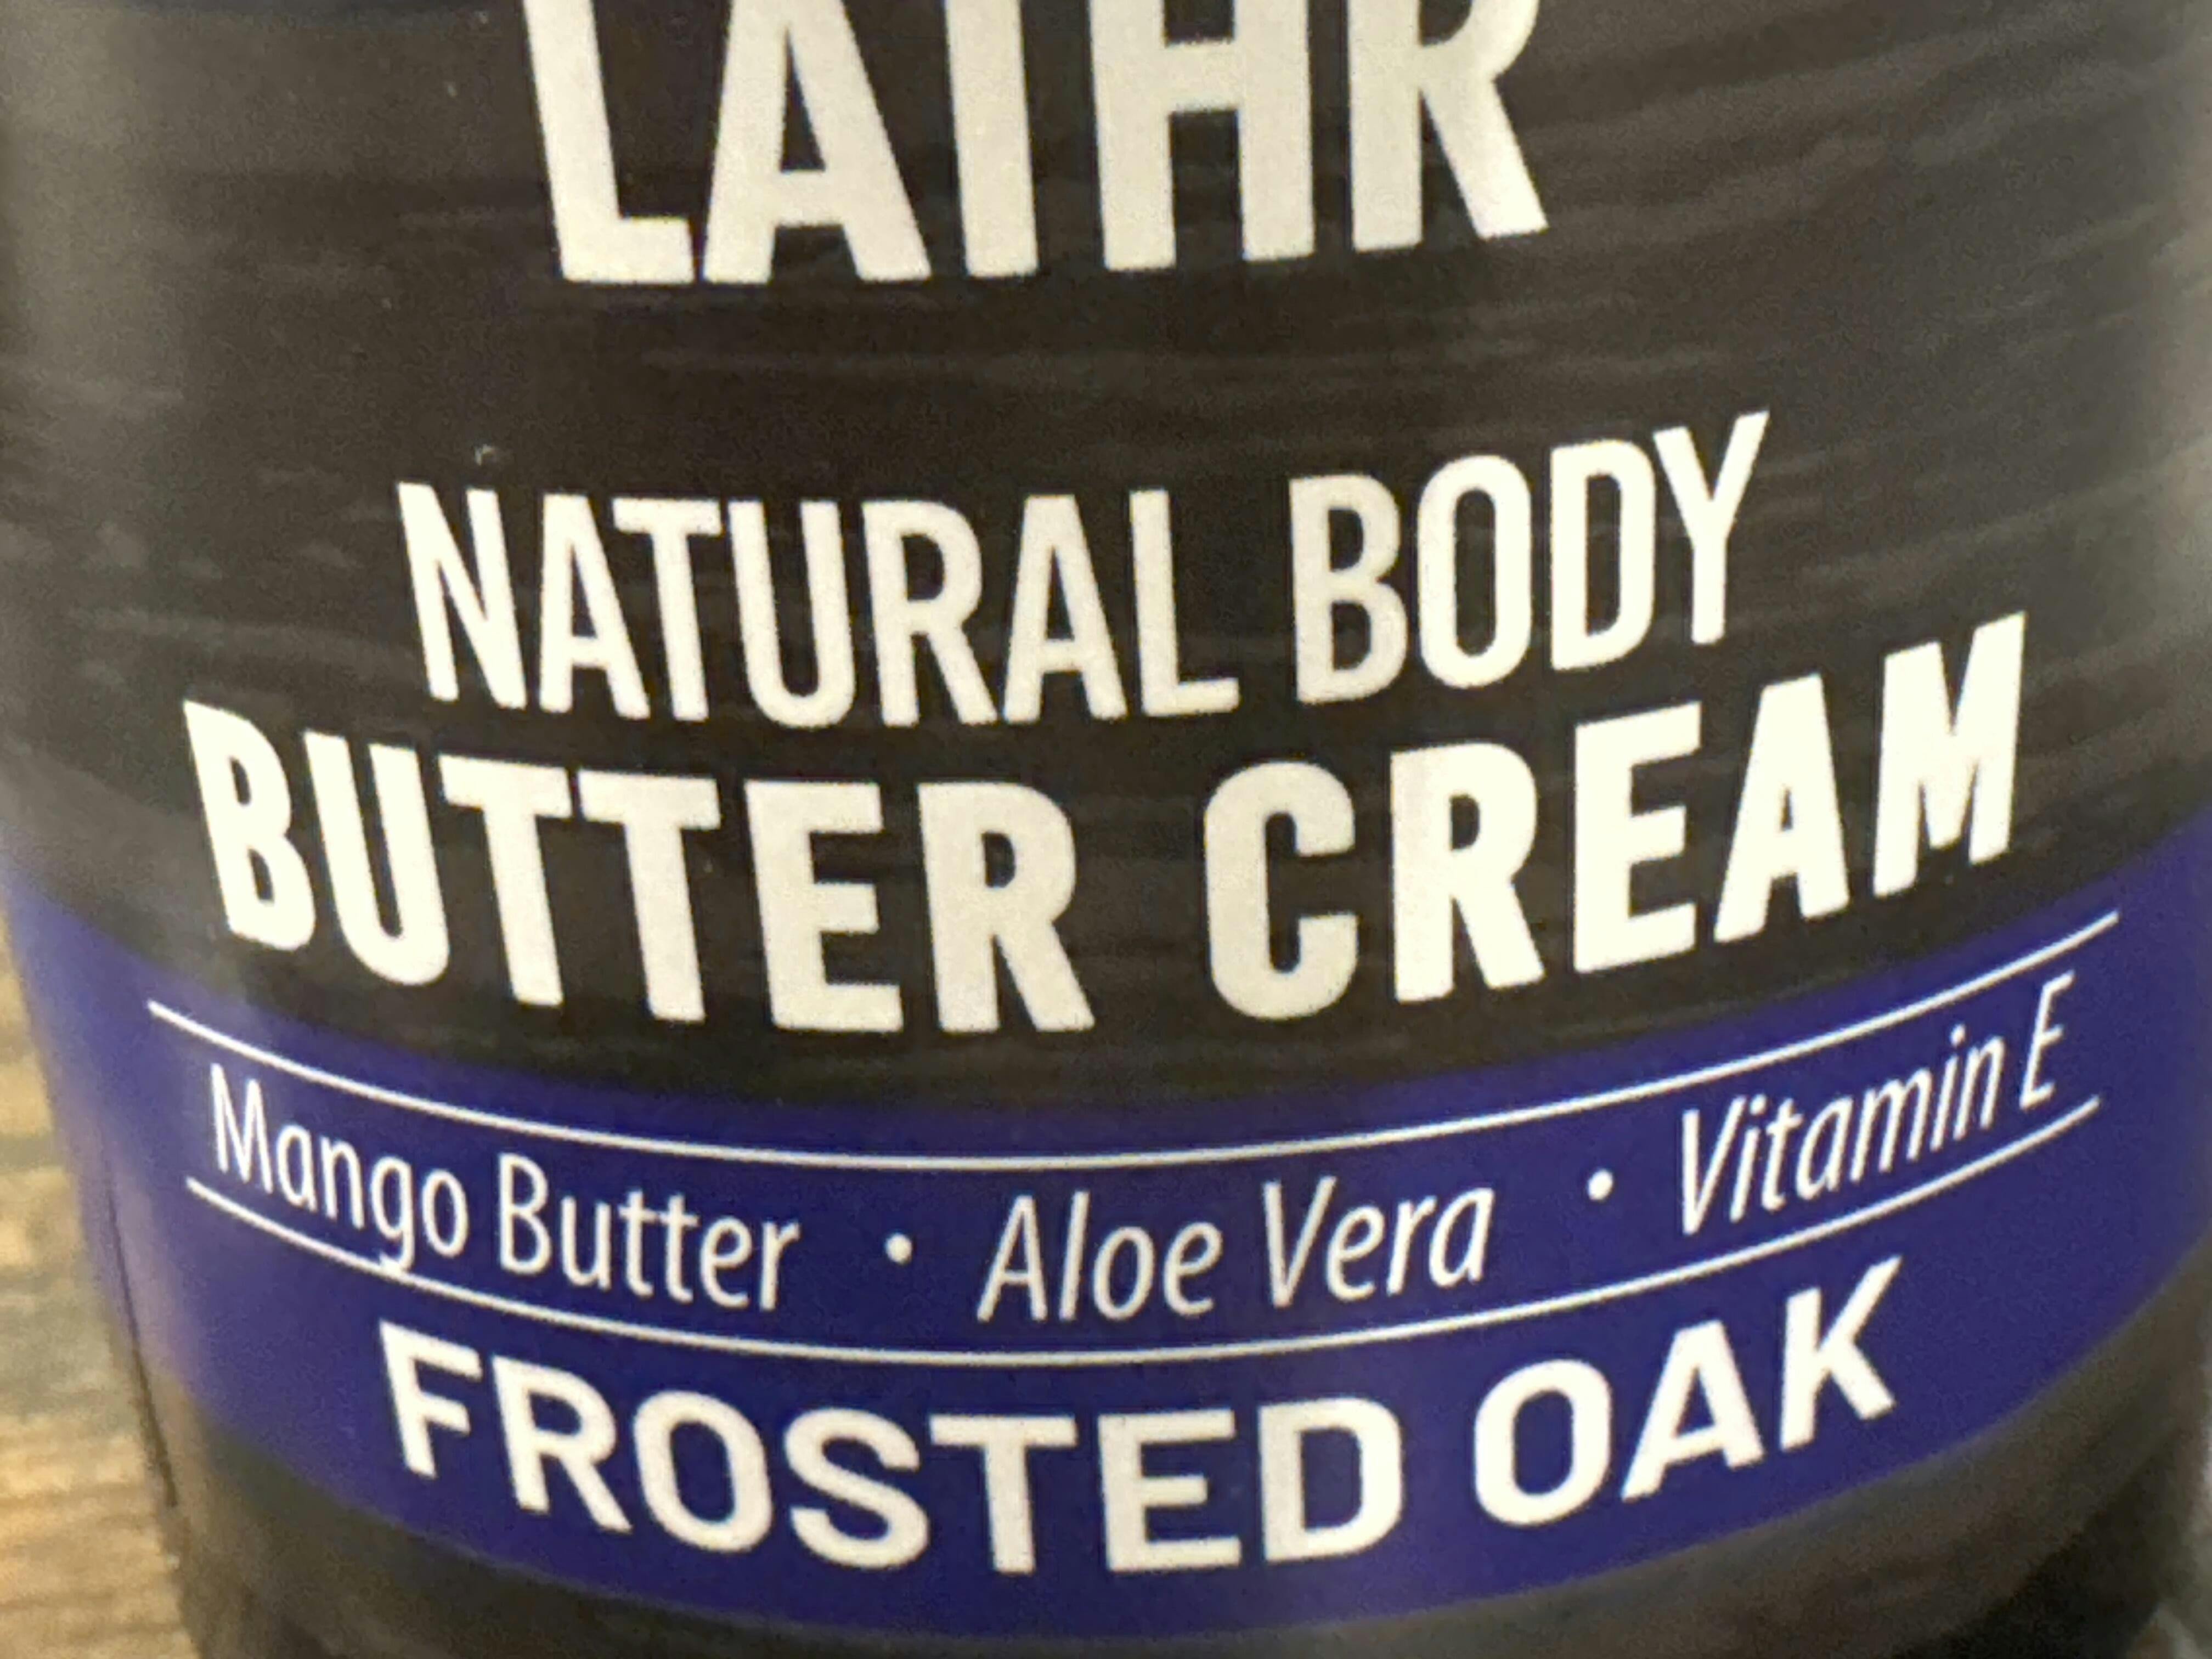 LATHR
NATURAL BODY
BUTTER CREAM
Mango Butter • Aloe Vera • Vitamin E
FROSTED OAK